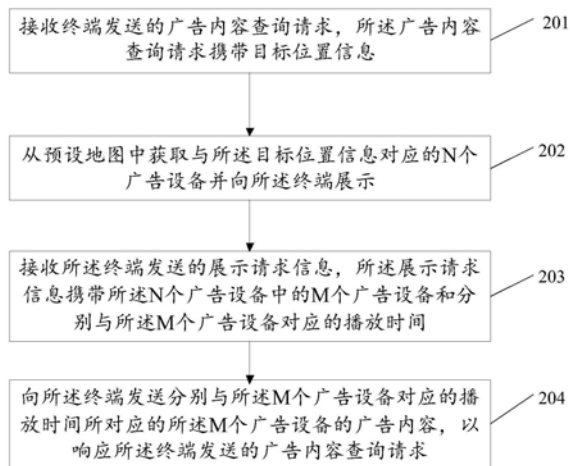 接收终端发送的广告内容查询请求，所述广告内容
查询请求携带目标位置信息
201
从预设地图中获取与所述目标位置信息对应的N个
广告设备并向所述终端展示
202
接收所述终端发送的展示请求信息，所述展示请求
信息携带所述N个广告设备中的M个广告设备和分
别与所述M个广告设备对应的播放时间
203
向所述终端发送分别与所述M个广告设备对应的播
放时间所对应的所述M个广告设备的广告内容，以
响应所述终端发送的广告内容查询请求
204